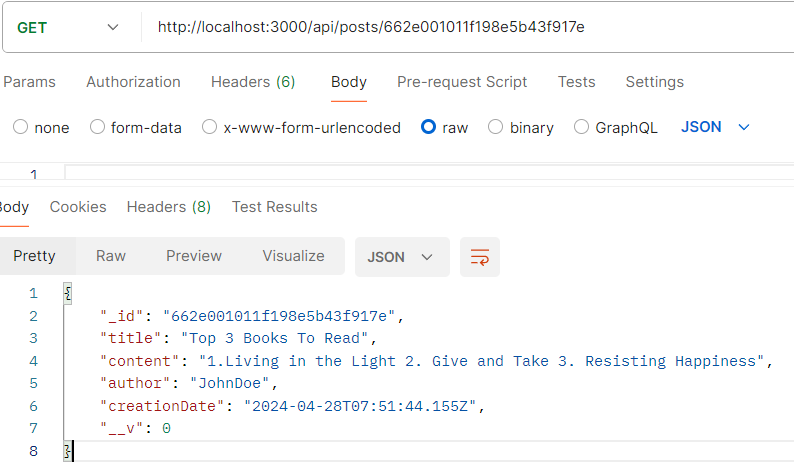 GET http://localhost:3000/api/posts/662e001011f198e5b43f917e
Params Authorization Headers (6) Body Pre-request Script Tests Settings
none form-data x-www-form-urlencoded raw binary GraphQL JSON
1
Body Cookies Headers (8) Test Results
Pretty Raw Preview Visualize JSON
1 {
2 "_id": "662e001011f198e5b43f917e",
3 "title": "Top 3 Books To Read",
4 "content": "1.Living in the Light 2. Give and Take 3. Resisting Happiness",
5 "author": "JohnDoe",
6 "creationDate": "2024-04-28T07:51:44.155Z",
7 "__v": 0
8 }